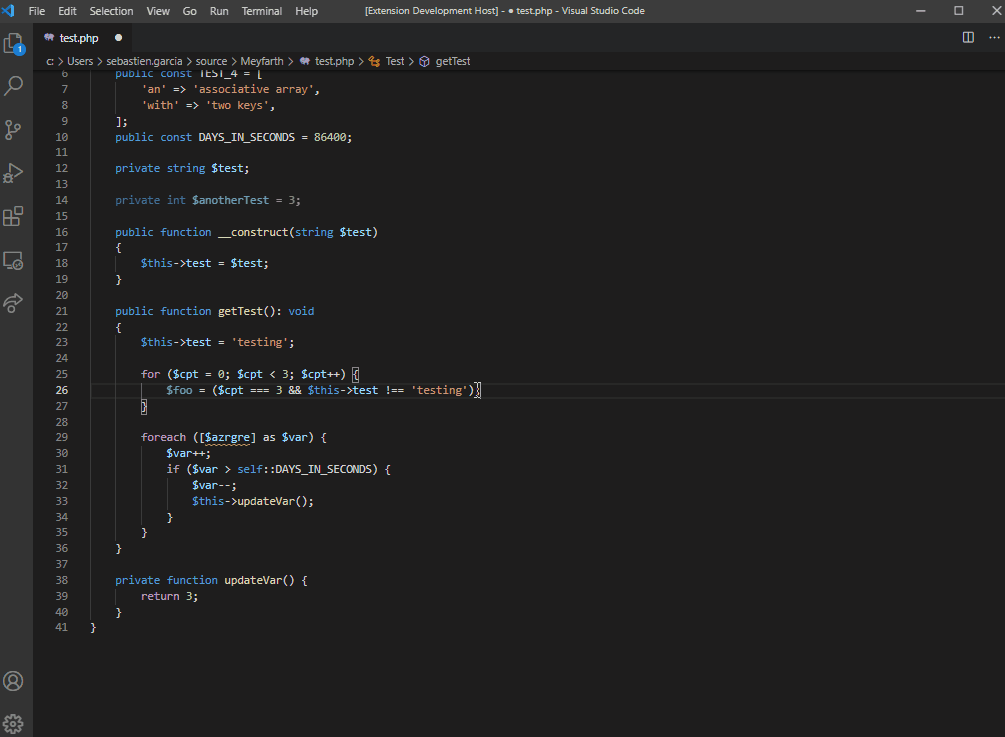 File Edit Selection View Go Run Terminal Help [Extension Development Host] - ● test.php - Visual Studio Code
test.php ●
1
c: > Users > sebastien.garcia > source > Meyfarth > test.php > Test > getTest
6 public const TEST_4 = [
7 'an' => 'associative array',
8 'with' => 'two keys',
9 ];
10 public const DAYS_IN_SECONDS = 86400;
11
12 private string $test;
13
14 private int $anotherTest = 3;
15
16 public function __construct(string $test)
17 {
18 $this->test = $test;
19 }
20
21 public function getTest(): void
22 {
23 $this->test = 'testing';
24
25 for ($cpt = 0; $cpt < 3; $cpt++) {
26 $foo = ($cpt === 3 && $this->test !== 'testing')}
27 }
28
29 foreach ([$azrgre] as $var) {
30 $var++;
31 if ($var > self::DAYS_IN_SECONDS) {
32 $var--;
33 $this->updateVar();
34 }
35 }
36 }
37
38 private function updateVar() {
39 return 3;
40 }
41 }